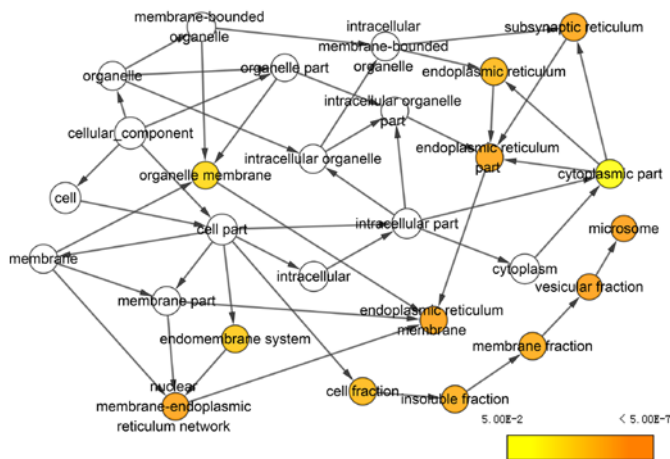 membrane-bounded
organelle
intracellular
membrane-bounded
organelle
subsynaptic reticulum
organelle
organelle part
endoplasmic reticulum
intracellular organelle
part
cellular_component
intracellular organelle
endoplasmic reticulum
part
organelle membrane
cytoplasmic part
cell
cell part
intracellular part
microsome
membrane
intracellular
cytoplasm
vesicular fraction
membrane part
endoplasmic reticulum
membrane
endomembrane system
membrane fraction
nuclear
membrane-endoplasmic
reticulum network
cell fraction
insoluble fraction
5.00E-2
< 5.00E-7